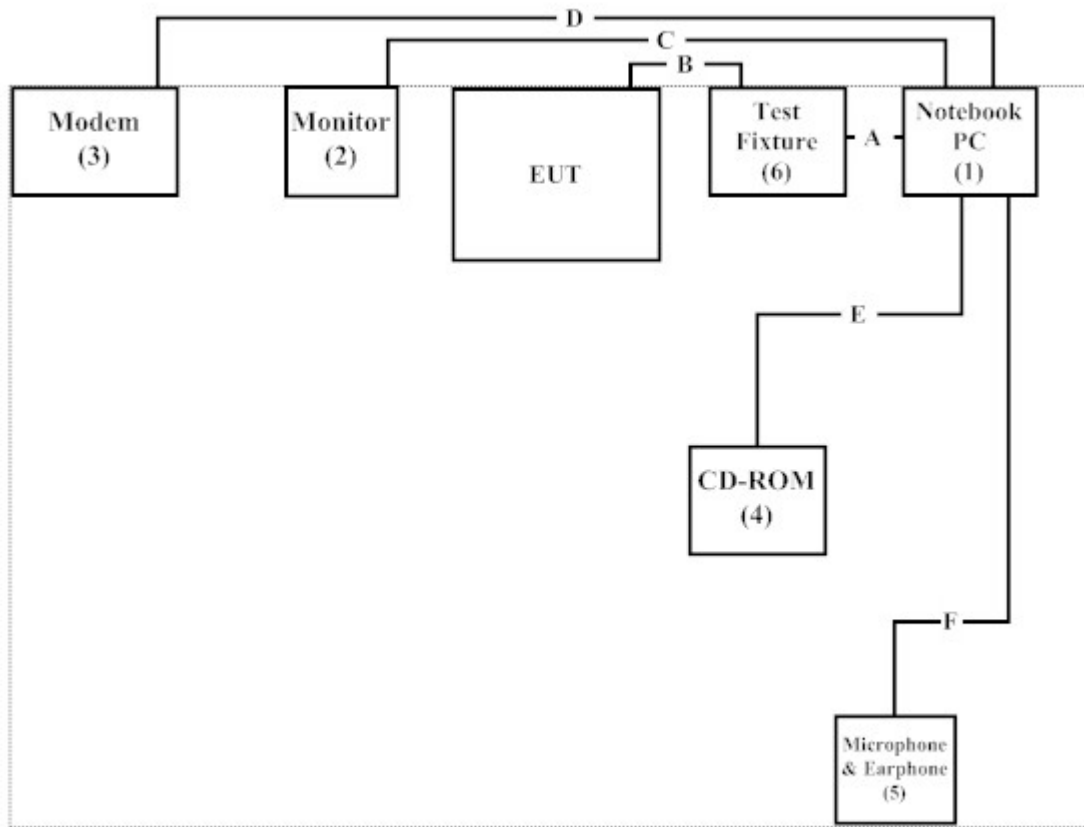 D
C
B
Modem
(3)
Monitor
(2)
EUT
Test
Fixture
(6)
A
Notebook
PC
(1)
E
CD-ROM
(4)
F
Microphone
& Earphone
(5)